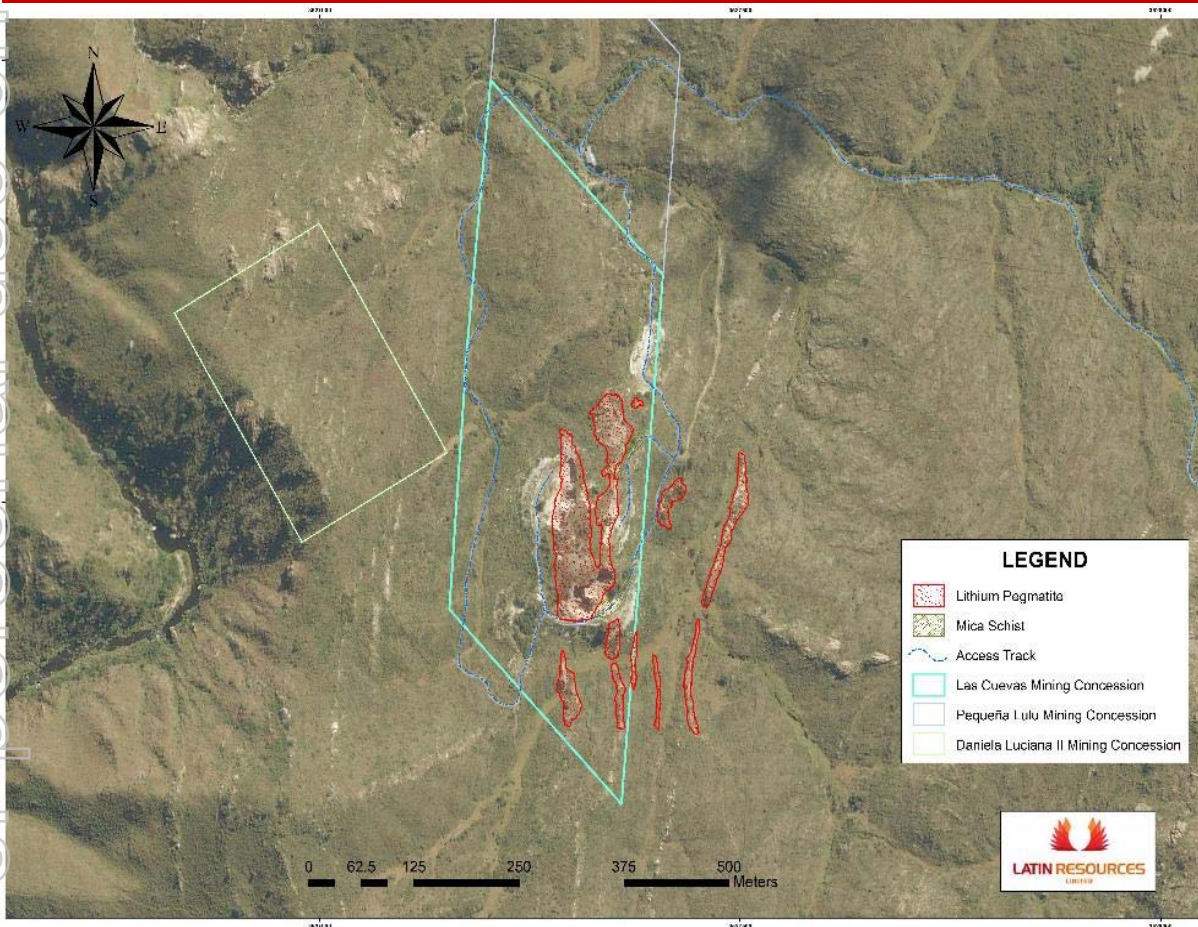 N
W
E
S
LEGEND
Lithium Pegmatite
Mica Schist
Access Track
Las Cuevas Mining Concession
Pequeña Lulu Mining Concession
Daniela Luciana II Mining Concession
0 62.5 125 250 375 500
Meters
LATIN RESOURCES
LIMITED